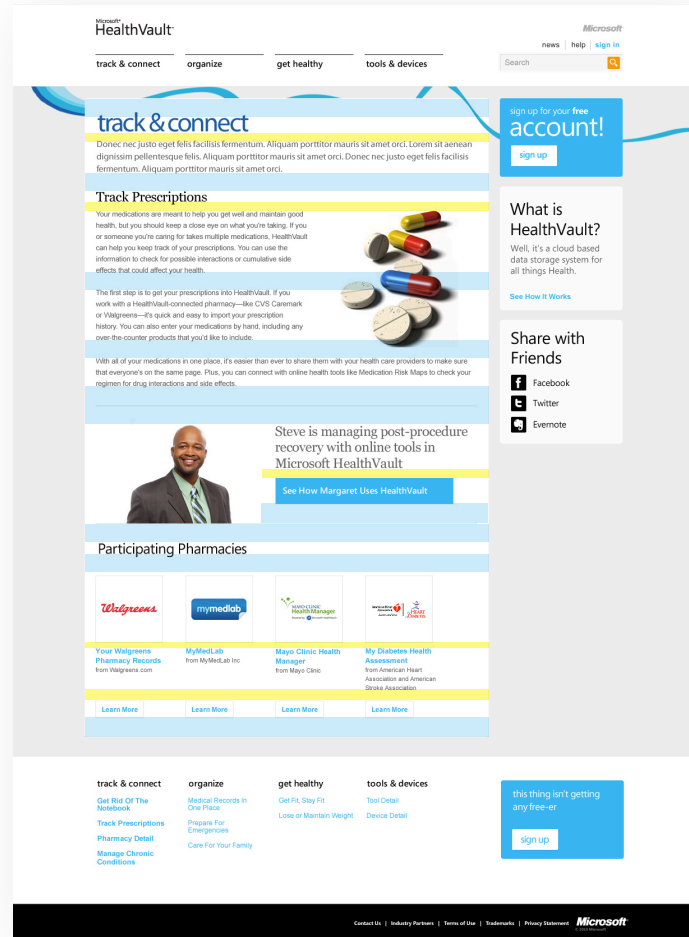 Microsoft®
HealthVault™
Microsoft
news | help | sign in
track & connect
organize
get healthy
tools & devices
Search
track & connect
Donec nec justo eget felis facilisis fermentum. Aliquam porttitor mauris sit amet orci. Lorem sit aenean
dignissim pellentesque felis. Aliquam porttitor mauris sit amet orci. Donec nec justo eget felis facilisis
fermentum. Aliquam porttitor mauris sit amet orci.
Track Prescriptions
Your medications are meant to help you get well and maintain good
health, but you should keep a close eye on what you're taking. If you
or someone you're caring for takes multiple medications, HealthVault
can help you keep track of your prescriptions. You can use the
information to check for possible interactions or cumulative side
effects that could affect your health.
The first step is to get your prescriptions into HealthVault. If you
work with a HealthVault-connected pharmacy—like CVS Caremark
or Walgreens—it's quick and easy to import your prescription
history. You can also enter your medications by hand, including any
over-the-counter products that you'd like to include.
With all of your medications in one place, it's easier than ever to share them with your health care providers to make sure
that everyone's on the same page. Plus, you can connect with online health tools like Medication Risk Maps to check your
regimen for drug interactions and side effects.
Steve is managing post-procedure
recovery with online tools in
Microsoft HealthVault
See How Margaret Uses HealthVault
Participating Pharmacies
Walgreens
mymedlab
MAYO CLINIC
Health Manager
Your Walgreens
Pharmacy Records
from Walgreens.com
Learn More
MyMedLab
from MyMedLab Inc
Learn More
Mayo Clinic Health
Manager
from Mayo Clinic
Learn More
My Diabetes Health
Assessment
from American Heart
Association and American
Stroke Association
Learn More
sign up for your free
account!
sign up
What is
HealthVault?
Well, it's a cloud based
data storage system for
all things Health.
See How It Works
Share with
Friends
Facebook
Twitter
Evernote
track & connect
Get Rid Of The
Notebook
Track Prescriptions
Pharmacy Detail
Manage Chronic
Conditions
organize
Medical Records In
One Place
Prepare For
Emergencies
Care For Your Family
get healthy
Get Fit, Stay Fit
Lose or Maintain Weight
tools & devices
Tool Detail
Device Detail
this thing isn't getting
any free-er
sign up
Contact Us | Industry Partners | Terms of Use | Trademarks | Privacy Statement
Microsoft